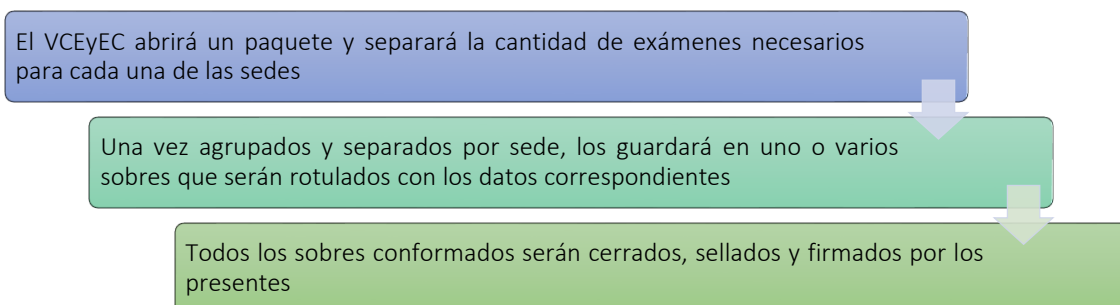 El VCEyEC abrirá un paquete y separará la cantidad de exámenes necesarios
para cada una de las sedes
Una vez agrupados y separados por sede, los guardará en uno o varios
sobres que serán rotulados con los datos correspondientes
Todos los sobres conformados serán cerrados, sellados y firmados por los
presentes